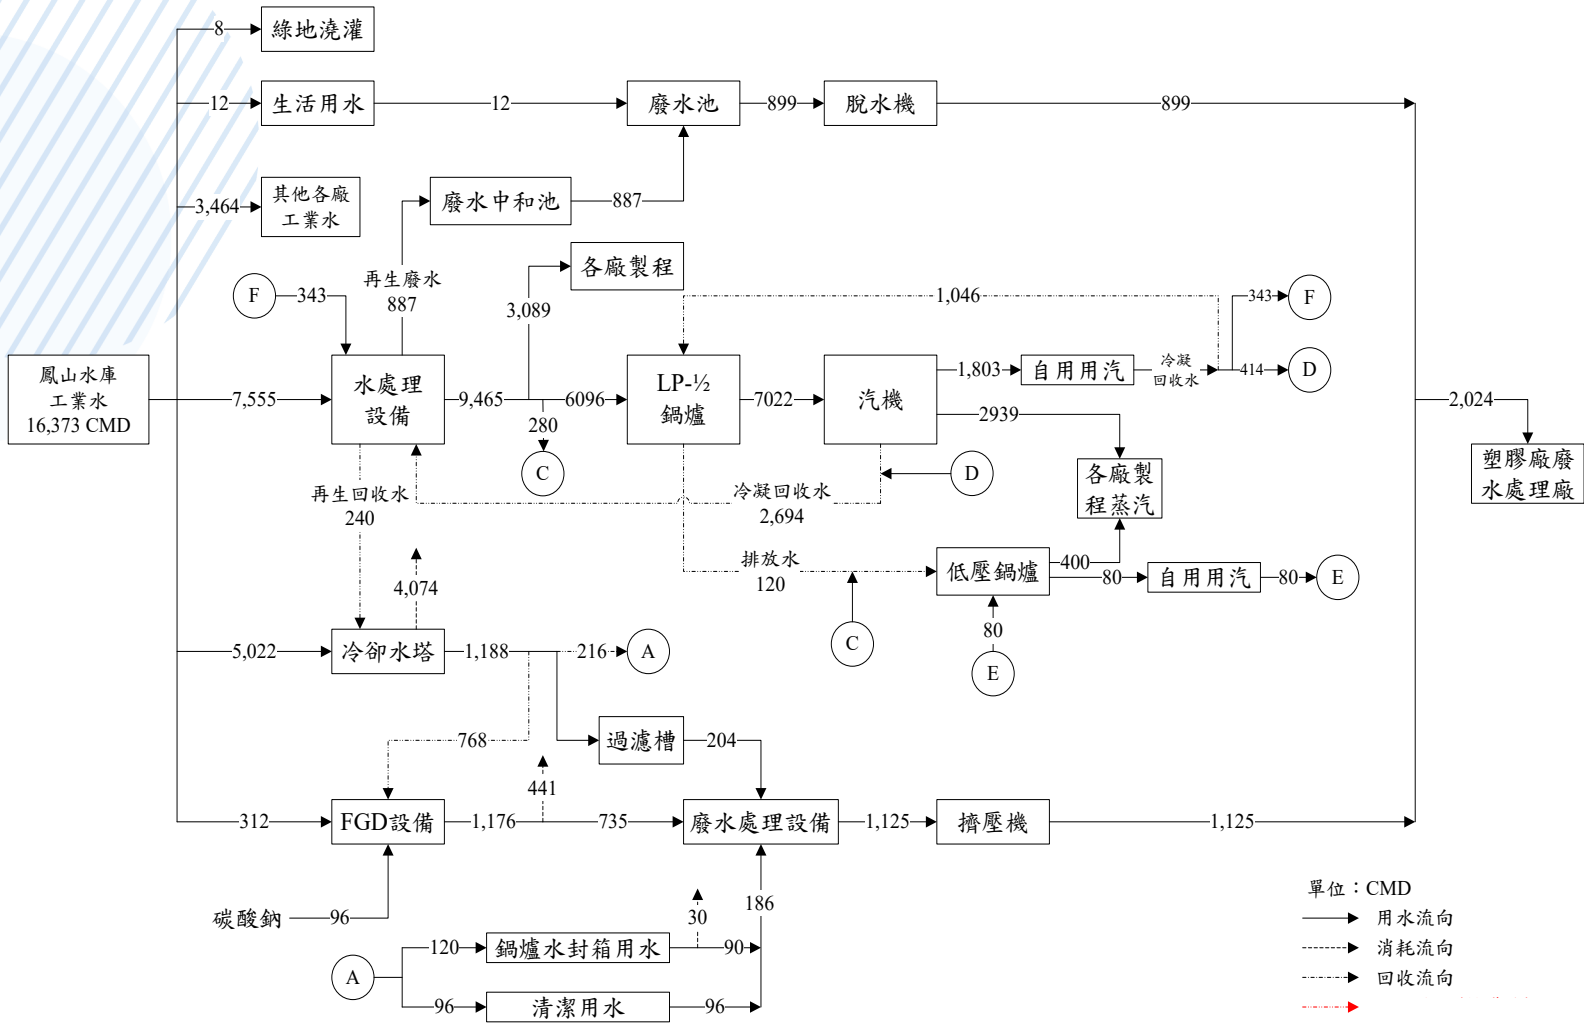 8
綠地澆灌
12
生活用水
12
廢水池
899
脫水機
899
3,464
其他各廠
工業水
廢水中和池
887
再生廢水
887
各廠製程
3,089
F
343
1,046
343
F
鳳山水庫
工業水
16,373 CMD
7,555
水處理
設備
9,465
6096
280
C
LP-½
鍋爐
7022
汽機
1,803
自用用汽
冷凝
回收水
414
D
2939
2,024
塑膠廠廢
水處理廠
各廠製
程蒸汽
D
冷凝回收水
2,694
再生回收水
240
排放水
120
C
低壓鍋爐
400
80
自用用汽
80
E
80
E
4,074
5,022
冷卻水塔
1,188
216
A
768
過濾槽
204
441
312
FGD設備
1,176
735
廢水處理設備
1,125
擠壓機
1,125
碳酸鈉
96
186
30
A
120
鍋爐水封箱用水
90
96
清潔用水
96
單位：CMD
用水流向
消耗流向
回收流向